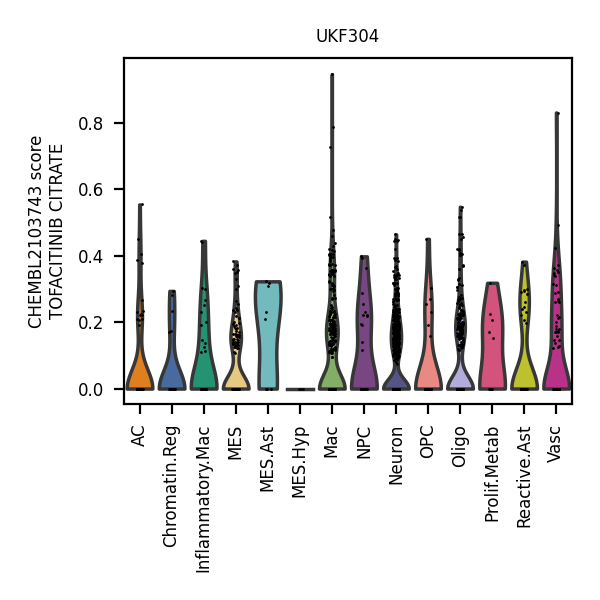 UKF304
CHEMBL2103743 score
TOFACITINIB CITRATE
0.8
0.6
0.4
0.2
0.0
AC
Chromatin.Reg
Inflammatory.Mac
MES
MES.Ast
MES.Hyp
Mac
NPC
Neuron
OPC
Oligo
Prolif.Metab
Reactive.Ast
Vasc